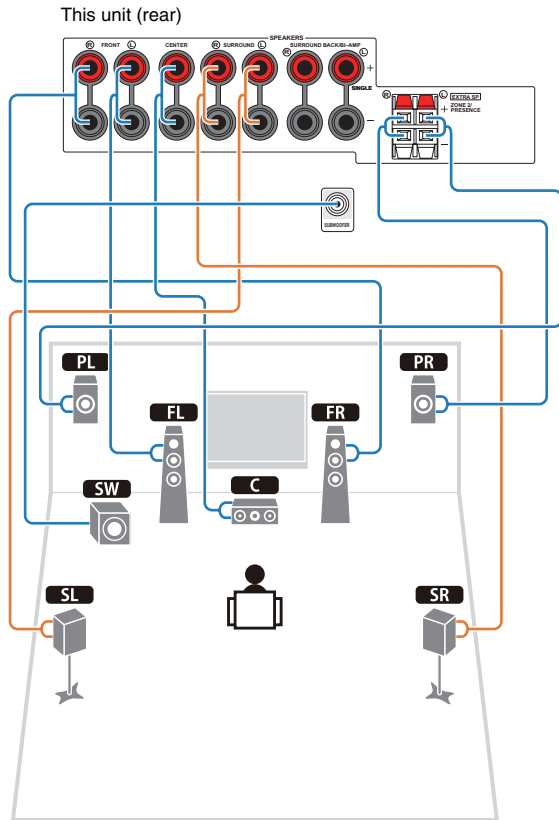 This unit (rear)
SPEAKERS
R FRONT L CENTER R SURROUND L R SURROUND BACK/BI-AMP L
+
SINGLE
–
R L EXTRA SP
ZONE 2/
PRESENCE
+
–
SUBWOOFER
PL PR
FL FR
SW C
SL SR